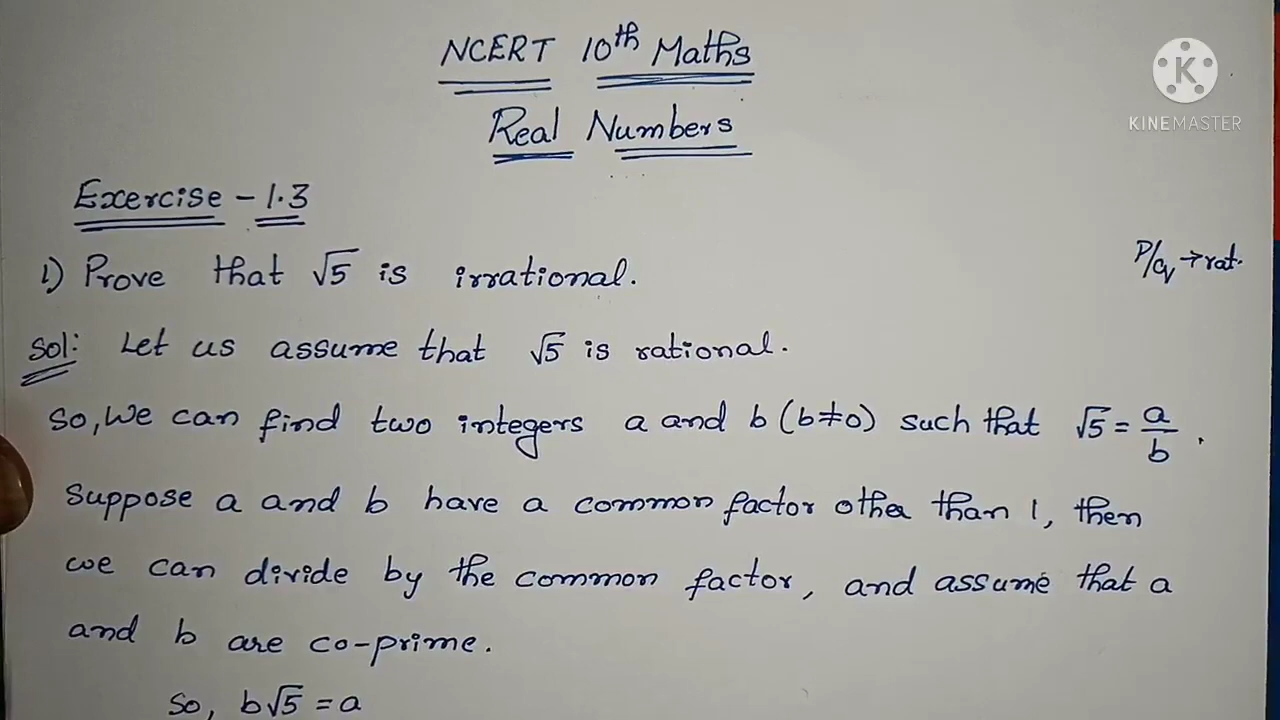 NCERT 10th Maths
K
KINEMASTER
Real Numbers
Exercise - 1.3
1) Prove that √5 is irrational.
P/q → rat.
Sol: Let us assume that √5 is rational.
So, We can find two integers a and b (b≠0) such that √5 = a/b.
Suppose a and b have a common factor other than 1, then
we can divide by the common factor, and assume that a
and b are co-prime.
So, b√5 = a